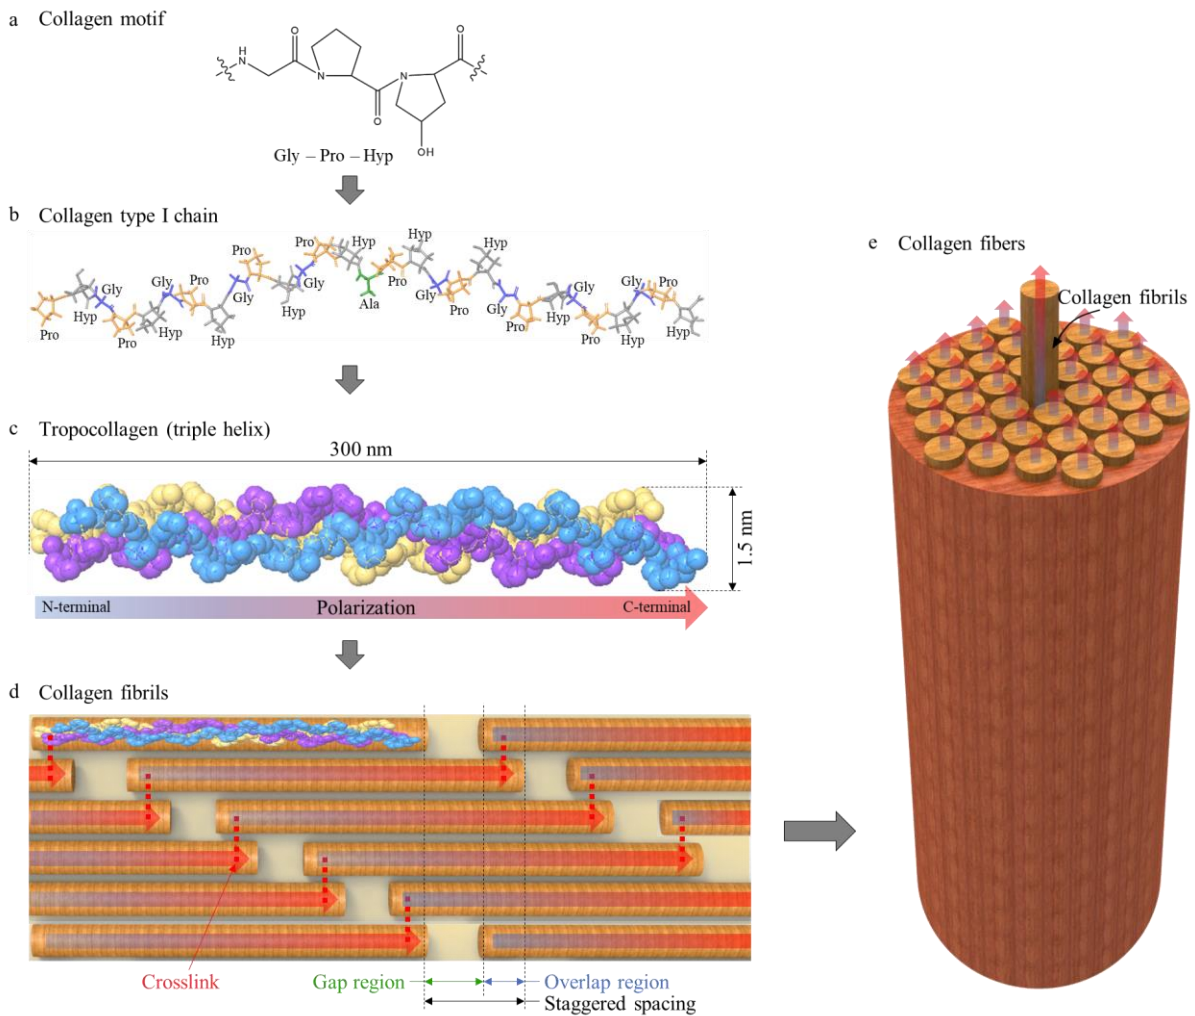 a Collagen motif
H
N
O
N
O
N
O
OH
Gly – Pro – Hyp
b Collagen type I chain
Pro
Hyp
Gly
Pro
Gly
Hyp
Pro
Hyp
Pro
Gly
Hyp
Pro
Gly
Hyp
Ala
Pro
Hyp
Gly
Pro
Hyp
Gly
Pro
Hyp
Gly
Pro
Hyp
Gly
Pro
Hyp
c Tropocollagen (triple helix)
300 nm
1.5 nm
N-terminal Polarization C-terminal
d Collagen fibrils
Crosslink
Gap region
Overlap region
Staggered spacing
e Collagen fibers
Collagen fibrils